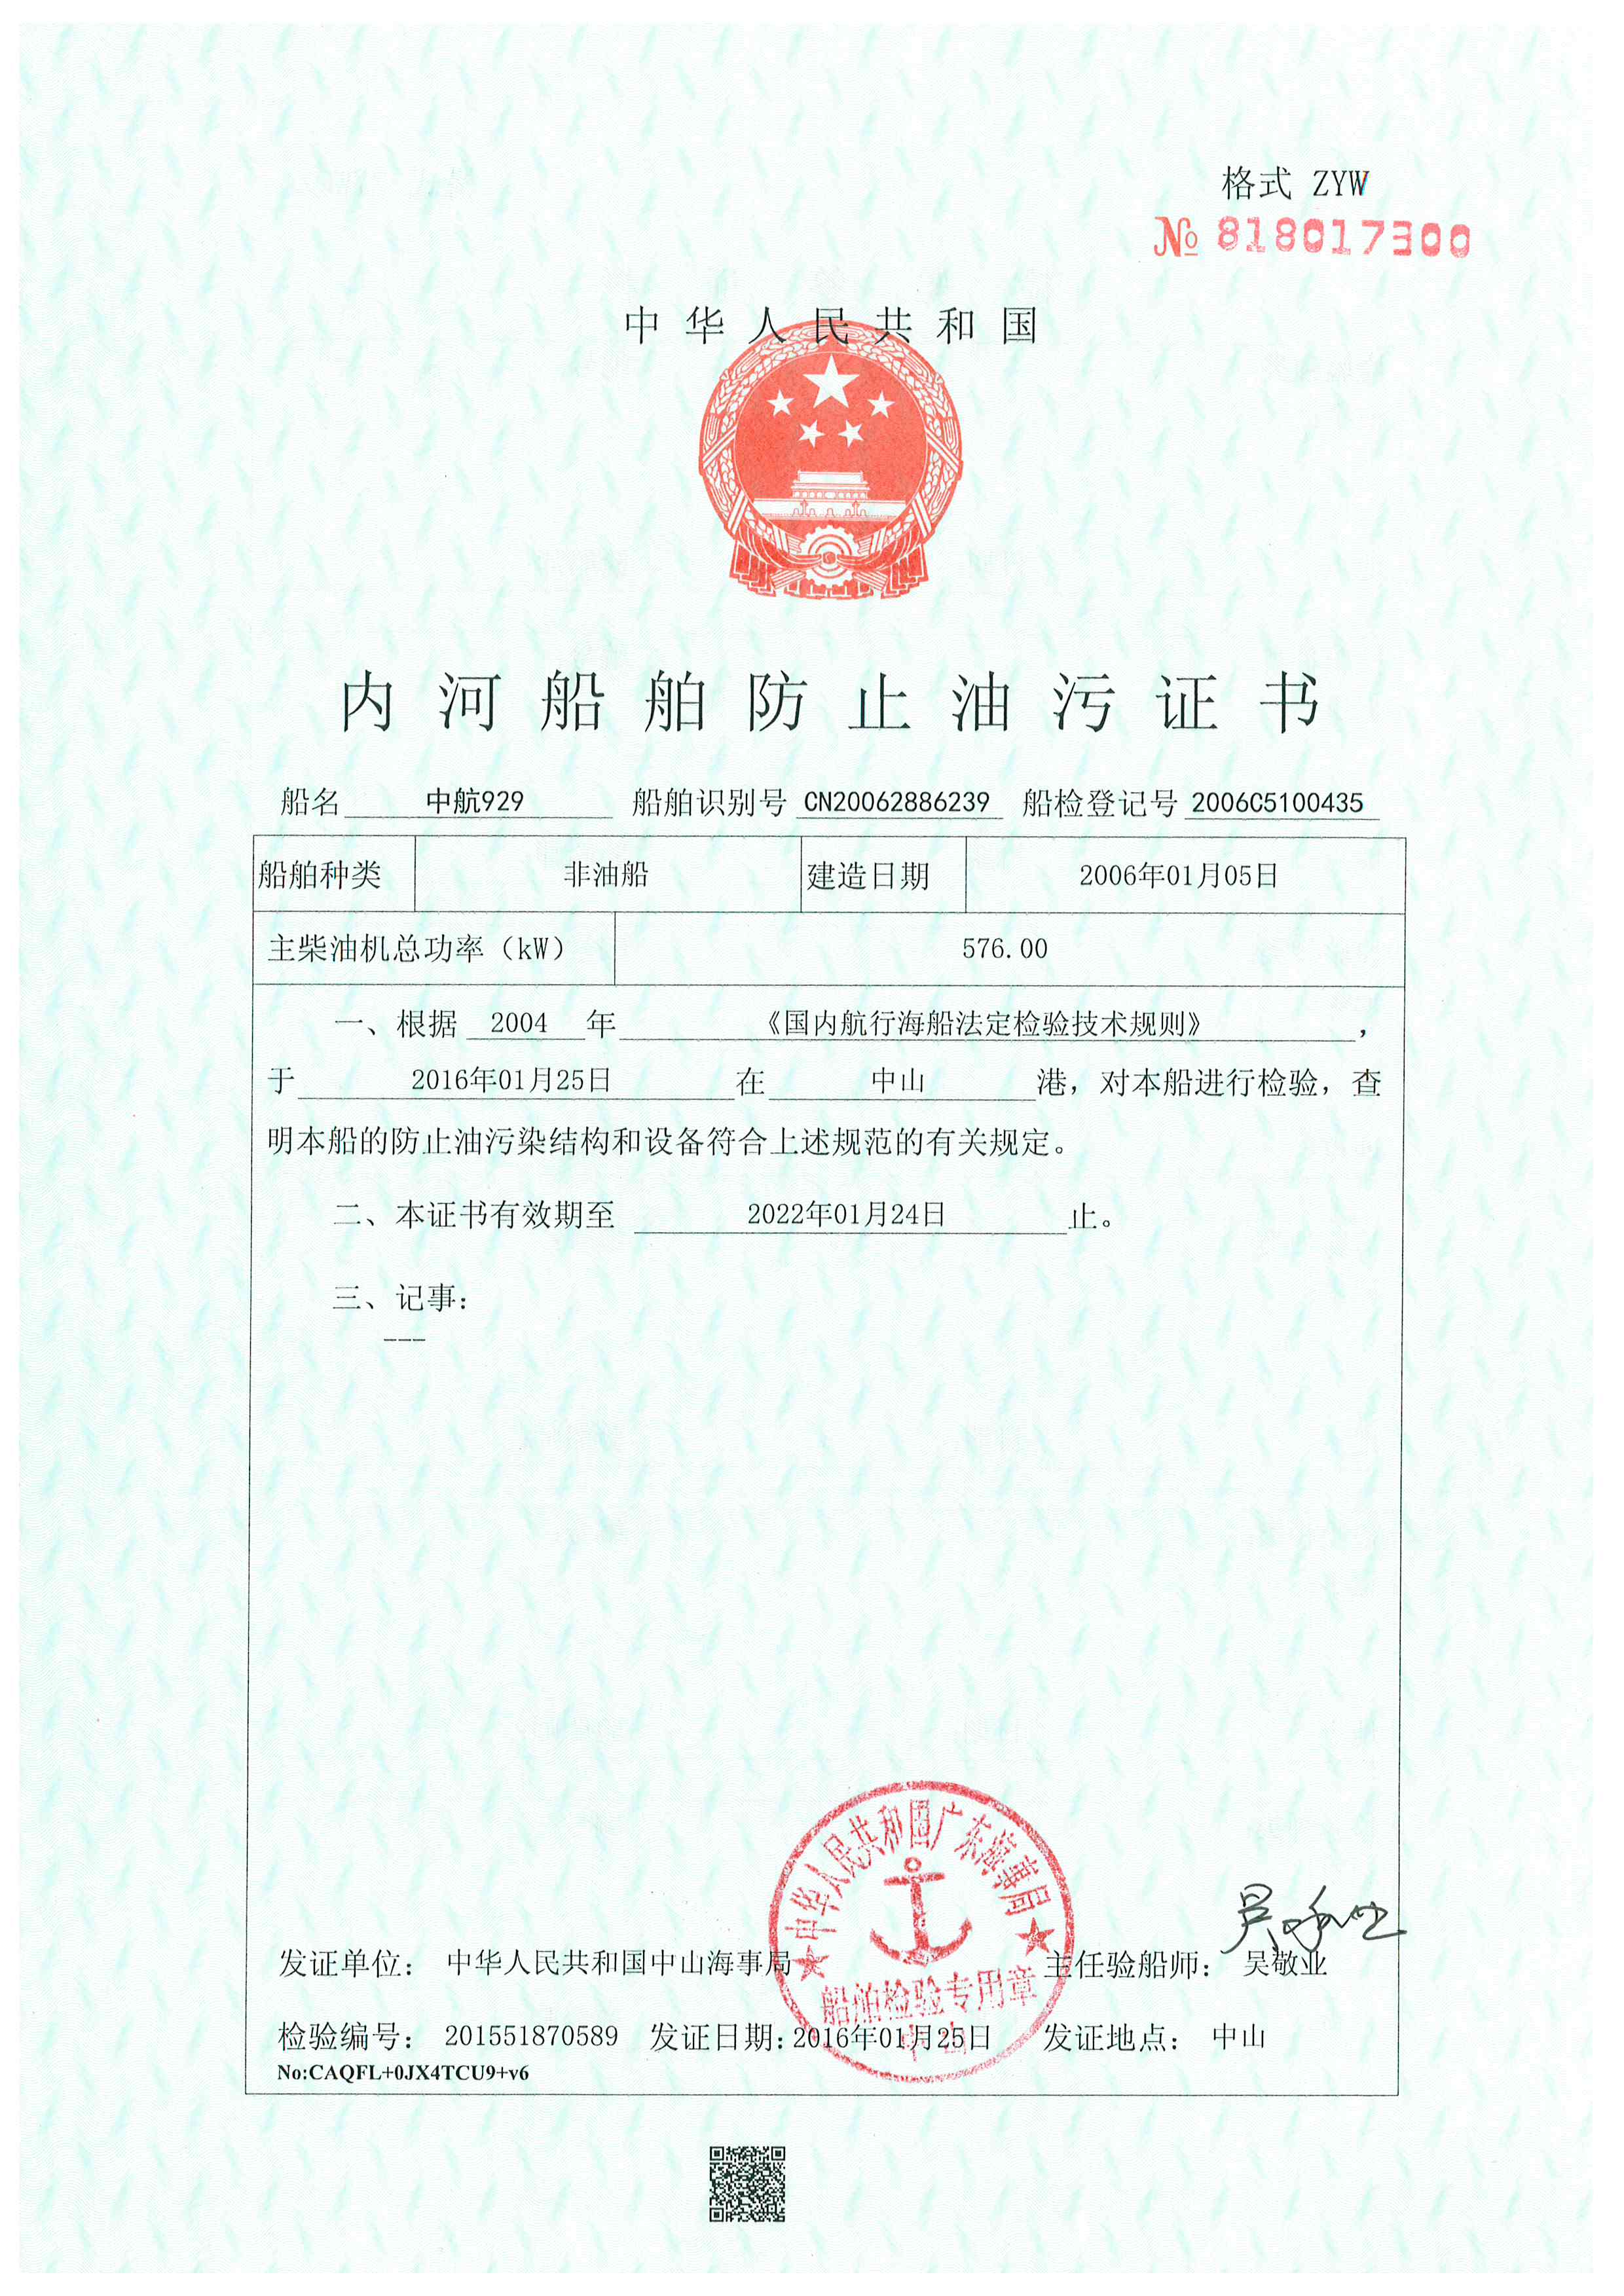 格式 ZYW
№ 818017300
中华人民共和国
内河船舶防止油污证书
船名 中航929 船舶识别号 CN20062886239 船检登记号 2006C5100435
船舶种类 非油船 建造日期 2006年01月05日
主柴油机总功率（kW） 576.00
一、根据 2004 年 《国内航行海船法定检验技术规则》，
于 2016年01月25日 在 中山 港，对本船进行检验，查
明本船的防止油污染结构和设备符合上述规范的有关规定。
二、本证书有效期至 2022年01月24日 止。
三、记事：
---
中华人民共和国广东海事局
船舶检验专用章
发证单位： 中华人民共和国中山海事局 主任验船师： 吴敬业
检验编号： 201551870589 发证日期: 2016年01月25日 发证地点： 中山
No:CAQFL+0JX4TCU9+v6